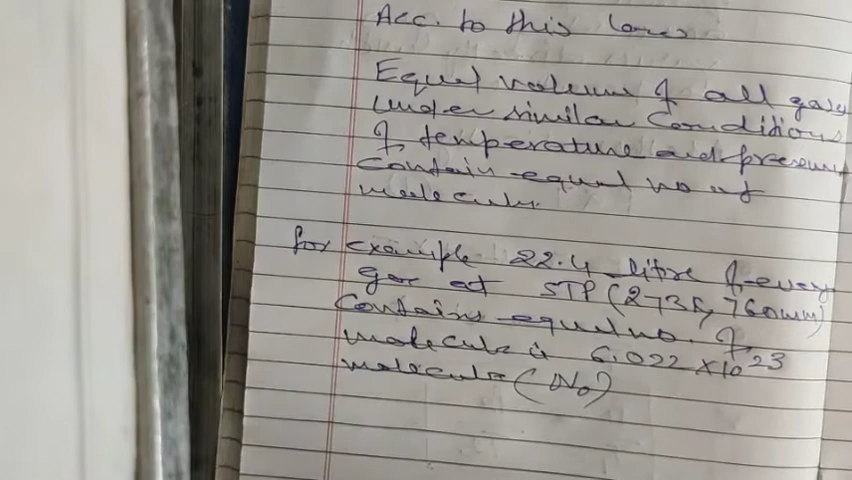 Acc. to this law
Equal volume of all gases
under similar conditions
of temperature and pressure
contain equal no of
molecules.
for example 22.4 litre of every
gas at STP (273K, 760mm)
contains equal no. of
molecule i 6.022 x 10²³
molecule (N₀)